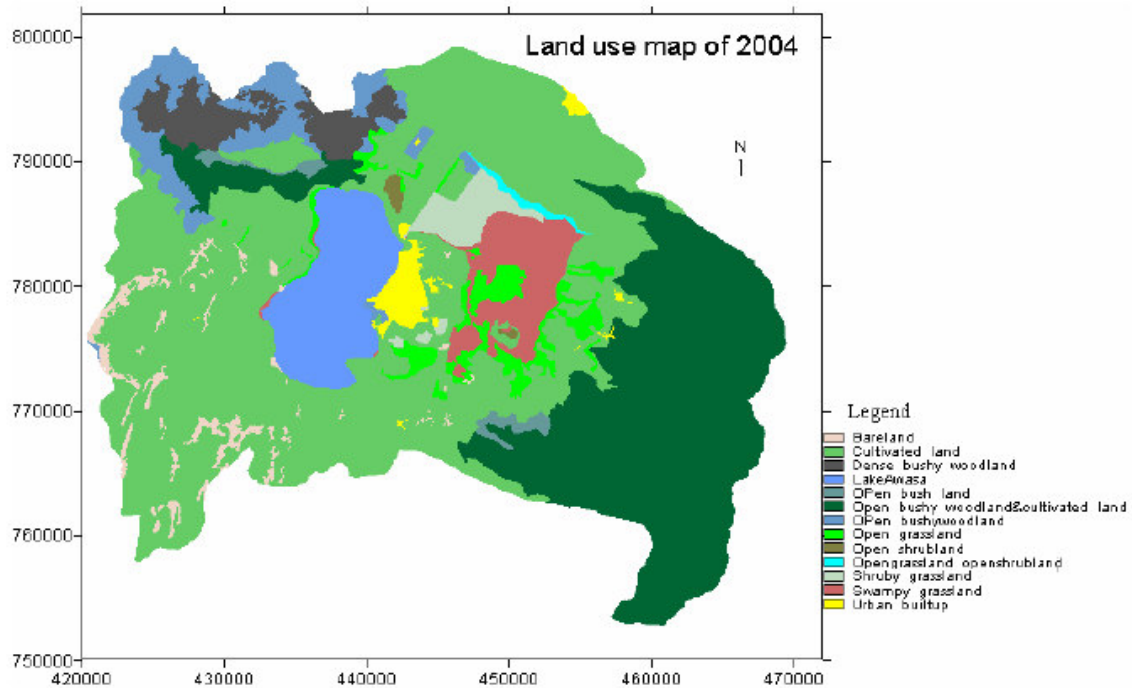 Land use map of 2004
800000
N
790000
780000
770000
760000
750000
420000 430000 440000 450000 460000 470000
Legend
Bareland
Cultivated land
Dense bushy woodland
LakeAwasa
OPen bush land
Open bushy woodland&cultivated land
OPen bushywoodland
Open grassland
Open shrubland
Opengrassland openshrubland
Shruby grassland
Swampy grassland
Urban builtup